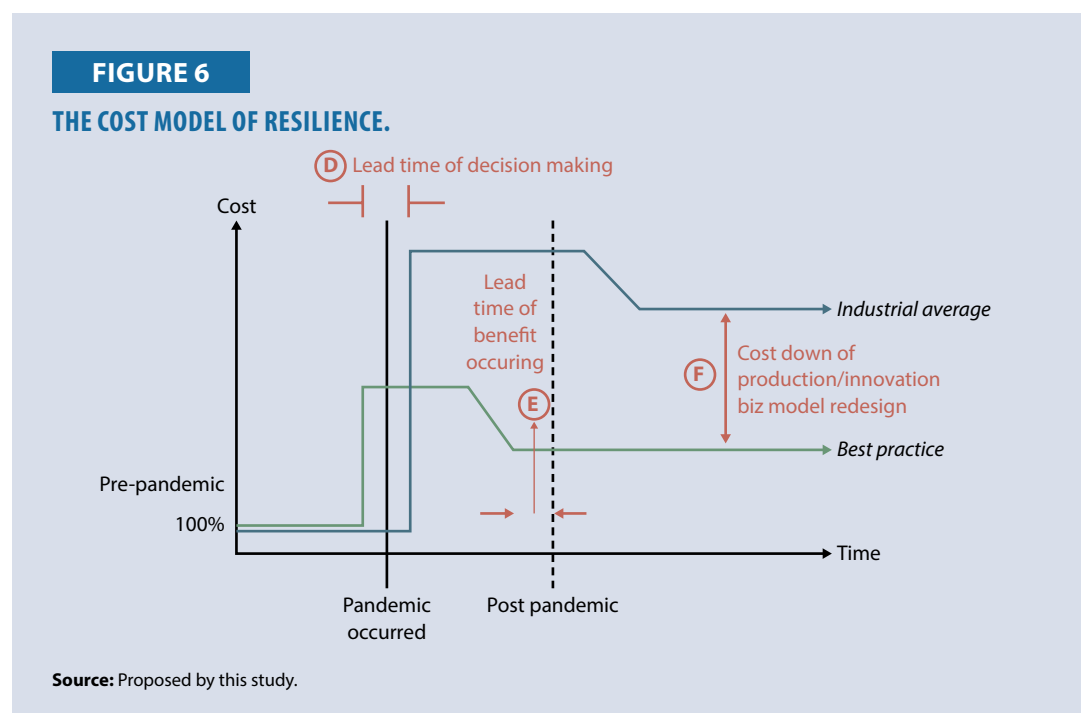 FIGURE 6
THE COST MODEL OF RESILIENCE.
D Lead time of decision making
Cost
Lead
time of
benefit
occuring
E
Industrial average
F
Cost down of
production/innovation
biz model redesign
Best practice
Pre-pandemic
100%
Time
Pandemic
occurred
Post pandemic
Source: Proposed by this study.